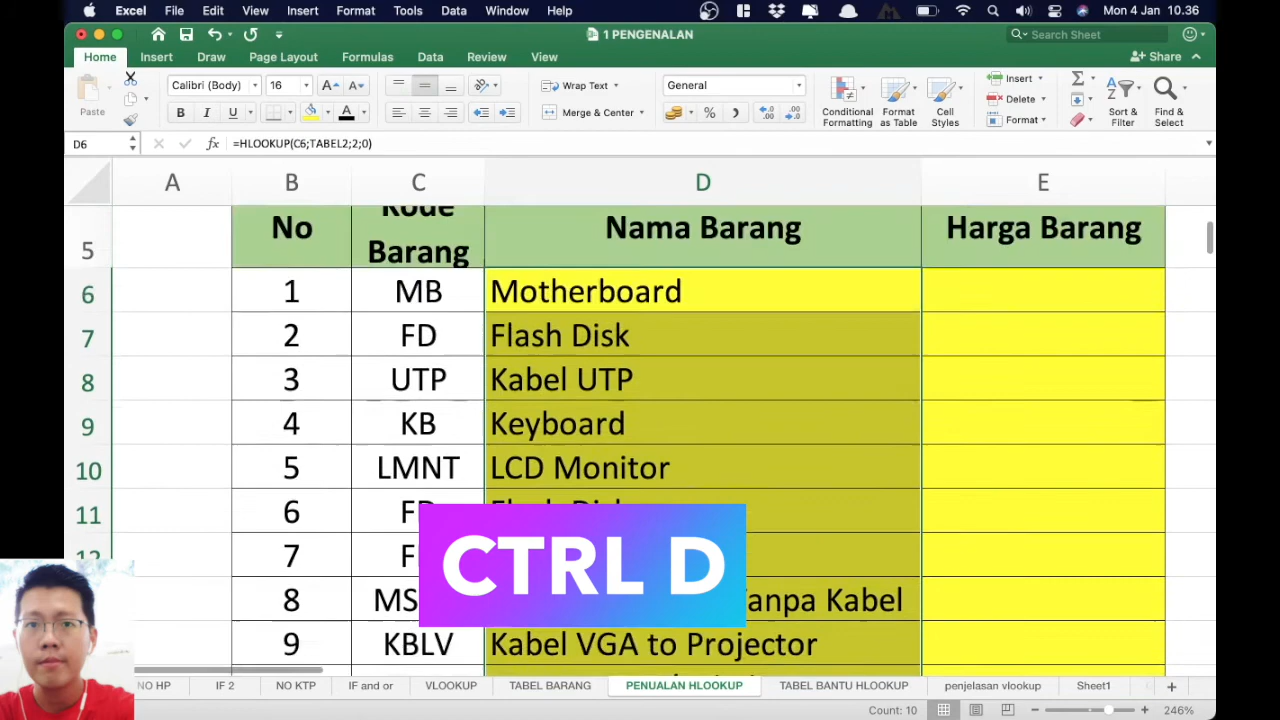 Excel File Edit View Insert Format Tools Data Window Help Mon 4 Jan 10.36
1 PENGENALAN
Search Sheet
Home Insert Draw Page Layout Formulas Data Review View Share
Paste
Calibri (Body) 16
Wrap Text
General
Insert
Delete
Format
Merge & Center
Conditional Formatting
Format as Table
Cell Styles
Sort & Filter
Find & Select
D6 fx =HLOOKUP(C6;TABEL2;2;0)
A B C D E
5 No Kode Barang Nama Barang Harga Barang
6 1 MB Motherboard
7 2 FD Flash Disk
8 3 UTP Kabel UTP
9 4 KB Keyboard
10 5 LMNT LCD Monitor
11 6 Flash Disk
12 7
8 Kabel
9 KBLV Kabel VGA to Projector
CTRL D
NO HP IF 2 NO KTP IF and or VLOOKUP TABEL BARANG PENUALAN HLOOKUP TABEL BANTU HLOOKUP penjelasan vlookup Sheet1
Count: 10 246%